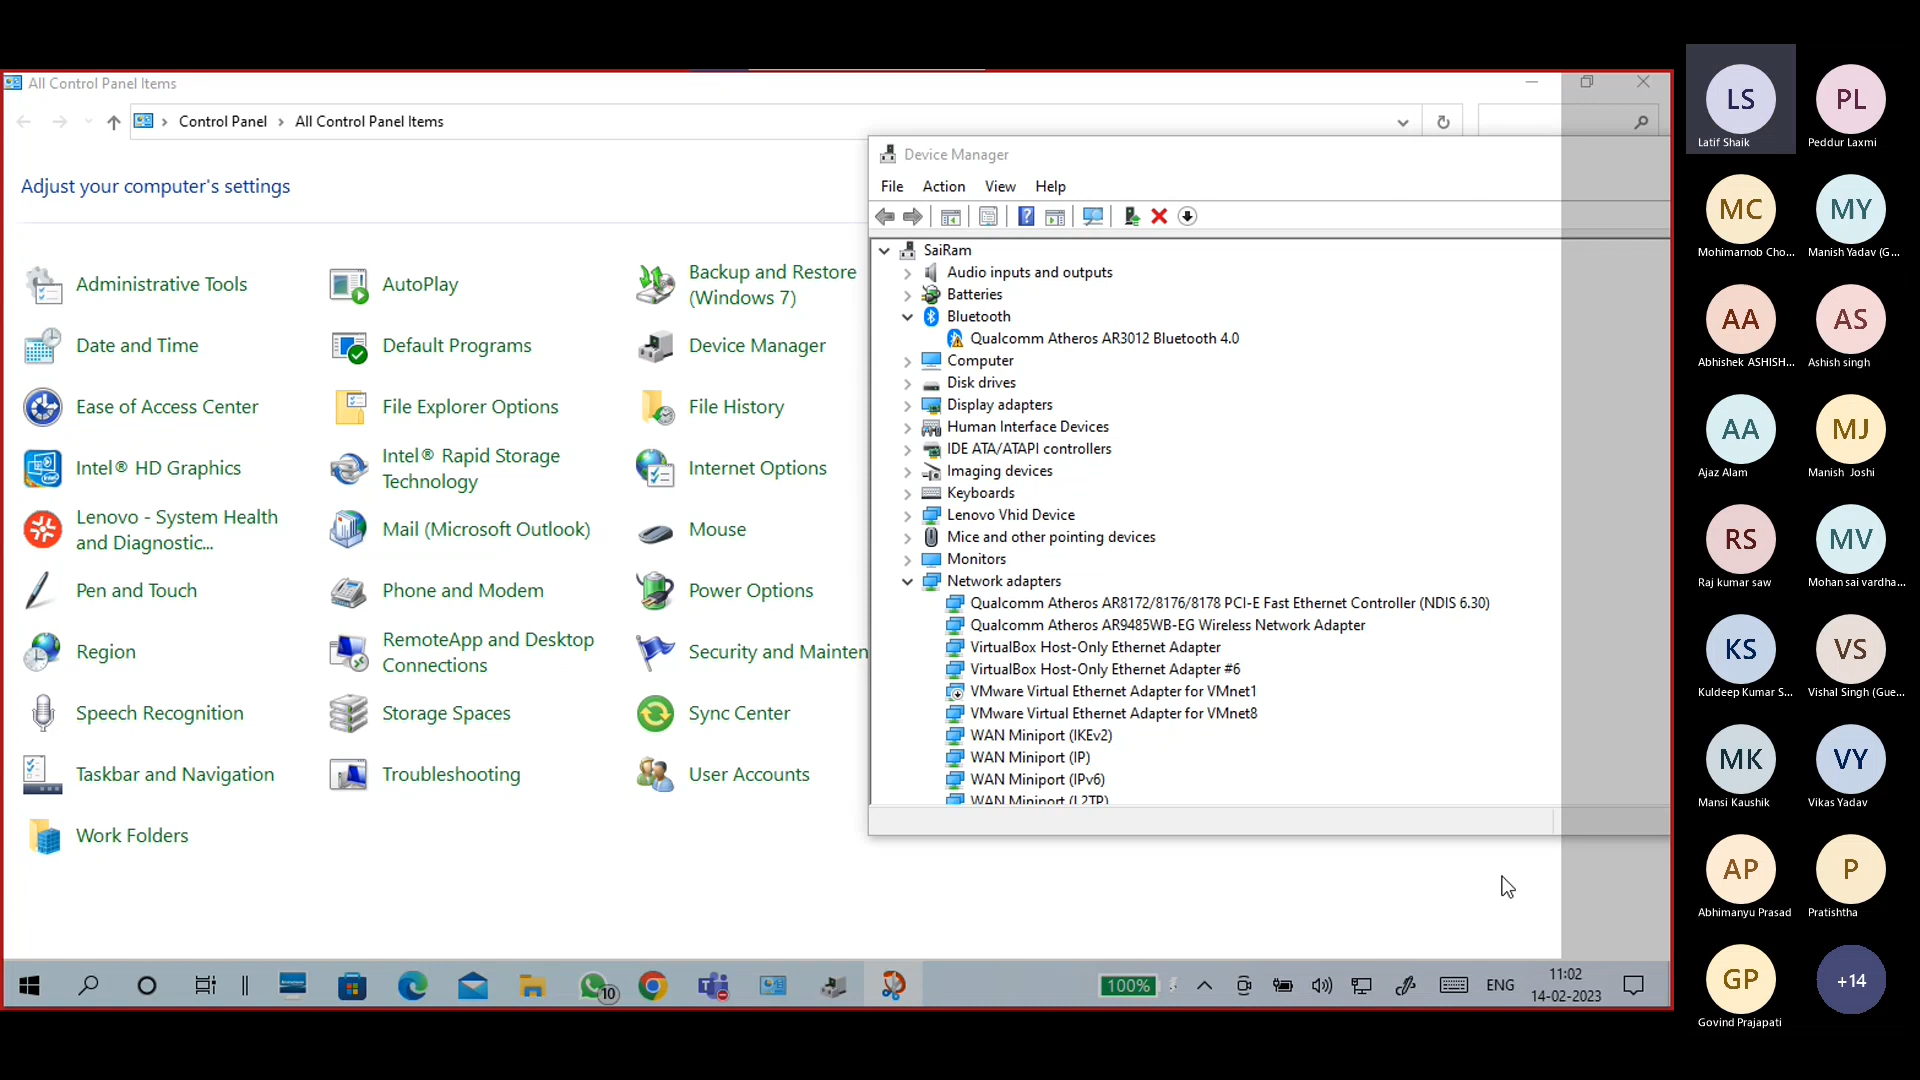 All Control Panel Items
Control Panel
All Control Panel Items
Adjust your computer's settings
Administrative Tools
AutoPlay
Backup and Restore
(Windows 7)
Date and Time
Default Programs
Device Manager
Ease of Access Center
File Explorer Options
File History
Intel® HD Graphics
Intel® Rapid Storage
Technology
Internet Options
Lenovo - System Health
and Diagnostic...
Mail (Microsoft Outlook)
Mouse
Pen and Touch
Phone and Modem
Power Options
Region
RemoteApp and Desktop
Connections
Security and Mainten
Speech Recognition
Storage Spaces
Sync Center
Taskbar and Navigation
Troubleshooting
User Accounts
Work Folders
Device Manager
File Action View Help
SaiRam
Audio inputs and outputs
Batteries
Bluetooth
Qualcomm Atheros AR3012 Bluetooth 4.0
Computer
Disk drives
Display adapters
Human Interface Devices
IDE ATA/ATAPI controllers
Imaging devices
Keyboards
Lenovo Vhid Device
Mice and other pointing devices
Monitors
Network adapters
Qualcomm Atheros AR8172/8176/8178 PCI-E Fast Ethernet Controller (NDIS 6.30)
Qualcomm Atheros AR9485WB-EG Wireless Network Adapter
VirtualBox Host-Only Ethernet Adapter
VirtualBox Host-Only Ethernet Adapter #6
VMware Virtual Ethernet Adapter for VMnet1
VMware Virtual Ethernet Adapter for VMnet8
WAN Miniport (IKEv2)
WAN Miniport (IP)
WAN Miniport (IPv6)
WAN Miniport (L2TP)
10
100%
ENG
11:02
14-02-2023
LS
Latif Shaik
PL
Peddur Laxmi
MC
Mohimarnob Cho...
MY
Manish Yadav (G...
AA
Abhishek ASHISH...
AS
Ashish singh
AA
Ajaz Alam
MJ
Manish Joshi
RS
Raj kumar saw
MV
Mohan sai vardha...
KS
Kuldeep Kumar S...
VS
Vishal Singh (Gue...
MK
Mansi Kaushik
VY
Vikas Yadav
AP
Abhimanyu Prasad
P
Pratishtha
GP
Govind Prajapati
+14